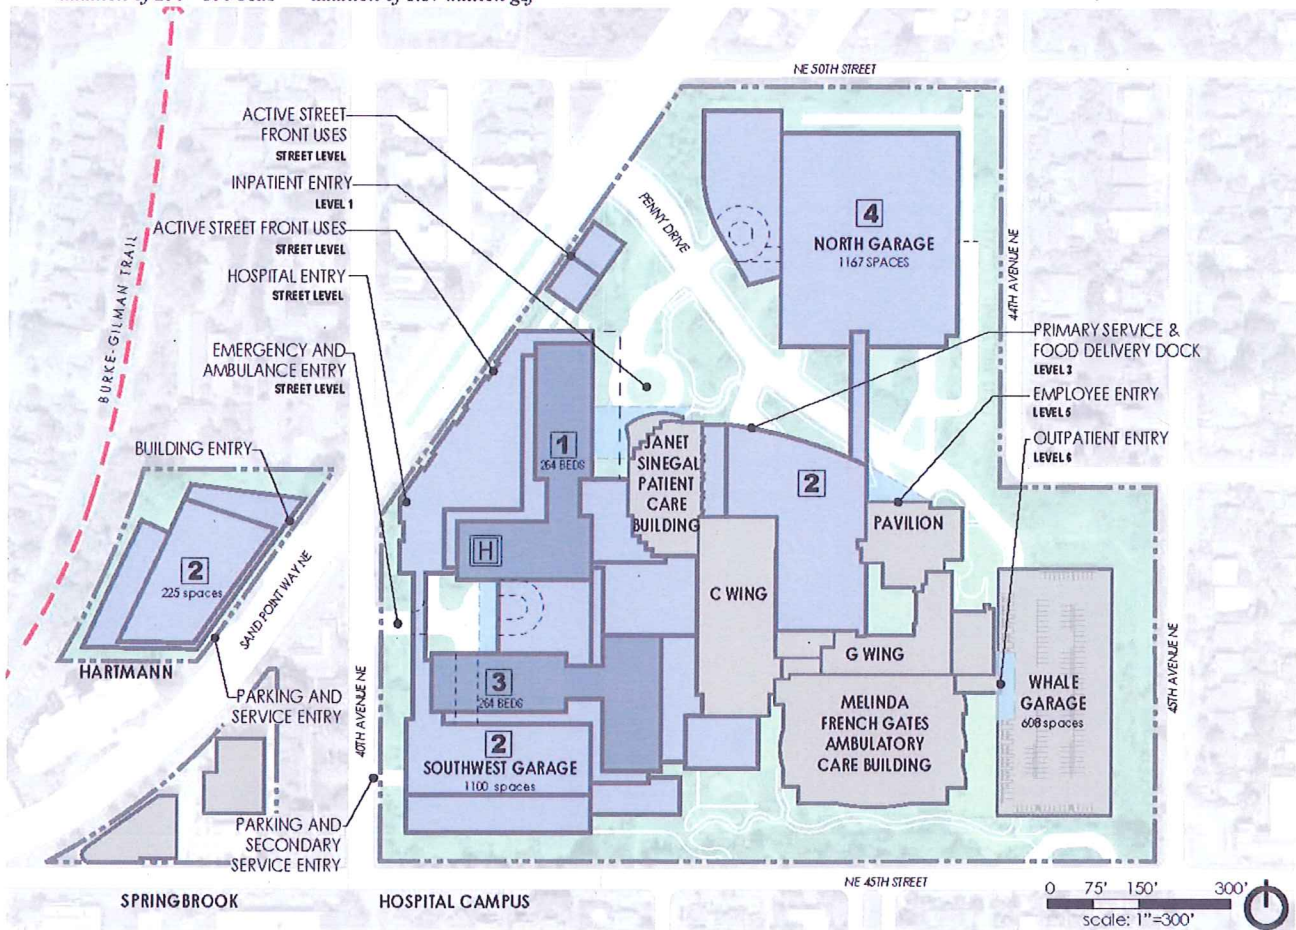 NE 50TH STREET
ACTIVE STREET
FRONT USES
STREET LEVEL
INPATIENT ENTRY
LEVEL 1
ACTIVE STREET FRONT USES
STREET LEVEL
HOSPITAL ENTRY
STREET LEVEL
EMERGENCY AND
AMBULANCE ENTRY
STREET LEVEL
BURKE-GILMAN TRAIL
BUILDING ENTRY
PENNY DRIVE
4
NORTH GARAGE
1167 SPACES
44TH AVENUE NE
PRIMARY SERVICE &
FOOD DELIVERY DOCK
LEVEL 3
EMPLOYEE ENTRY
LEVEL 5
OUTPATIENT ENTRY
LEVEL 6
1
264 BEDS
JANET
SINEGAL
PATIENT
CARE
BUILDING
2
PAVILION
H
C WING
G WING
2
225 spaces
SAND POINT WAY NE
HARTMANN
PARKING AND
SERVICE ENTRY
40TH AVENUE NE
3
264 BEDS
2
SOUTHWEST GARAGE
1100 spaces
MELINDA
FRENCH GATES
AMBULATORY
CARE BUILDING
WHALE
GARAGE
608 spaces
45TH AVENUE NE
PARKING AND
SECONDARY
SERVICE ENTRY
NE 45TH STREET
SPRINGBROOK
HOSPITAL CAMPUS
0 75' 150' 300'
scale: 1"=300'